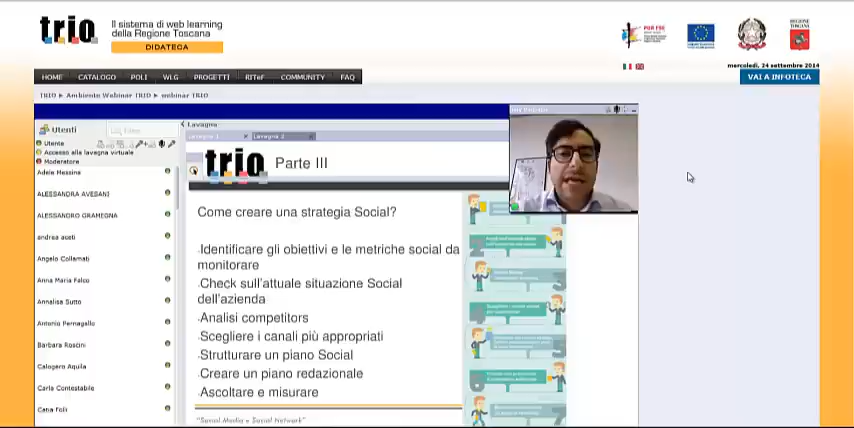 trio
Il sistema di web learning
della Regione Toscana
DIDATECA
POR FSE
REGIONE
TOSCANA
mercoledì, 24 settembre 2014
VAI A INFOTECA
HOME CATALOGO POLI WLG PROGETTI RITeF COMMUNITY FAQ
TRIO ► Ambiente Webinar TRIO ► webinar TRIO
Utenti
Utente
Accesso alla lavagna virtuale
Moderatore
Adele Messina
ALESSANDRA AVESANI
ALESSANDRO GRAMEGNA
andrea aceti
Angelo Collamati
Anna Maria Falco
Annalisa Sutto
Antonio Pernagallo
Barbara Roscini
Calogero Aquila
Carla Contestabile
Lavagna
Lavagna 1
Lavagna 2
trio Parte III
Come creare una strategia Social?
Identificare gli obiettivi e le metriche social da
monitorare
Check sull'attuale situazione Social
dell'azienda
Analisi competitors
Scegliere i canali più appropriati
Strutturare un piano Social
Creare un piano redazionale
Ascoltare e misurare
"Social Media e Social Network"